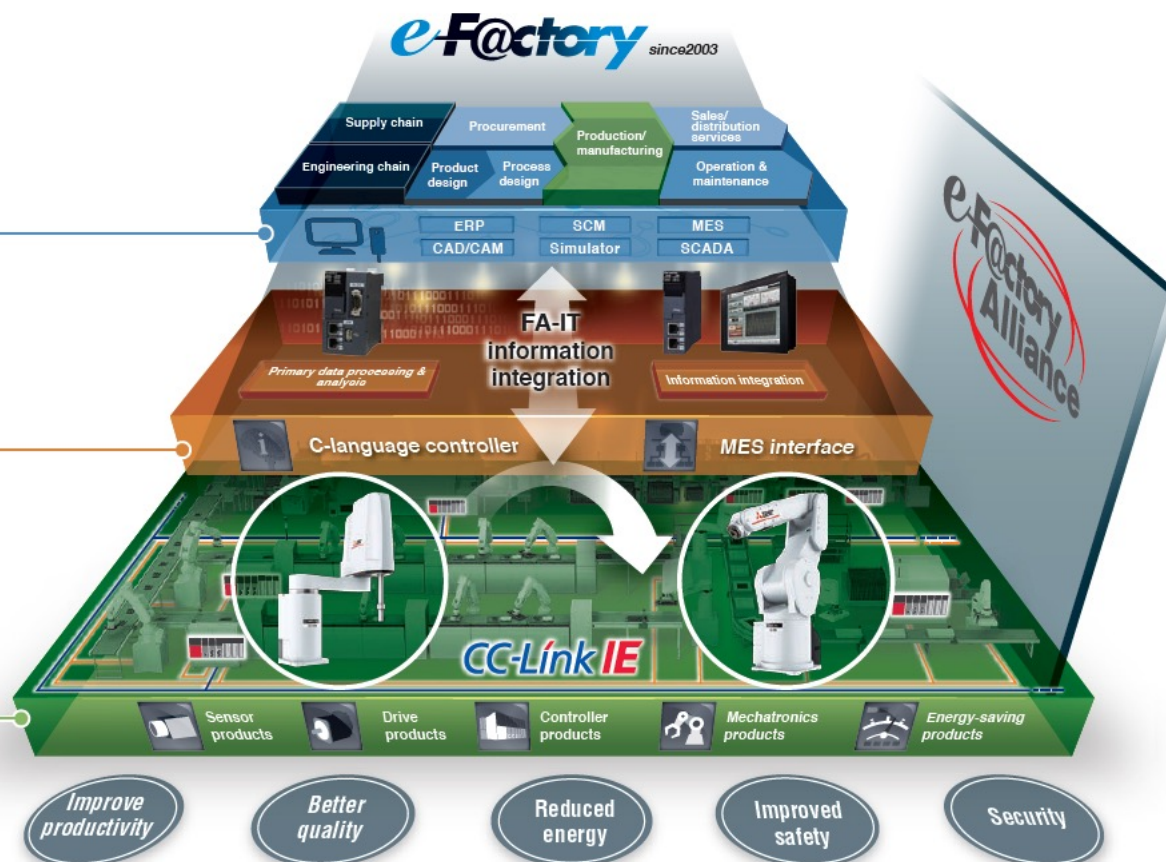 e-F@ctory since2003
Supply chain
Procurement
Production/
manufacturing
Sales/
distribution
services
Engineering chain
Product
design
Process
design
Operation &
maintenance
ERP
SCM
MES
CAD/CAM
Simulator
SCADA
FA-IT
information
integration
Primary data processing &
analysis
Information integration
C-language controller
MES interface
e-F@ctory
Alliance
CC-Link IE
Sensor
products
Drive
products
Controller
products
Mechatronics
products
Energy-saving
products
Improve
productivity
Better
quality
Reduced
energy
Improved
safety
Security